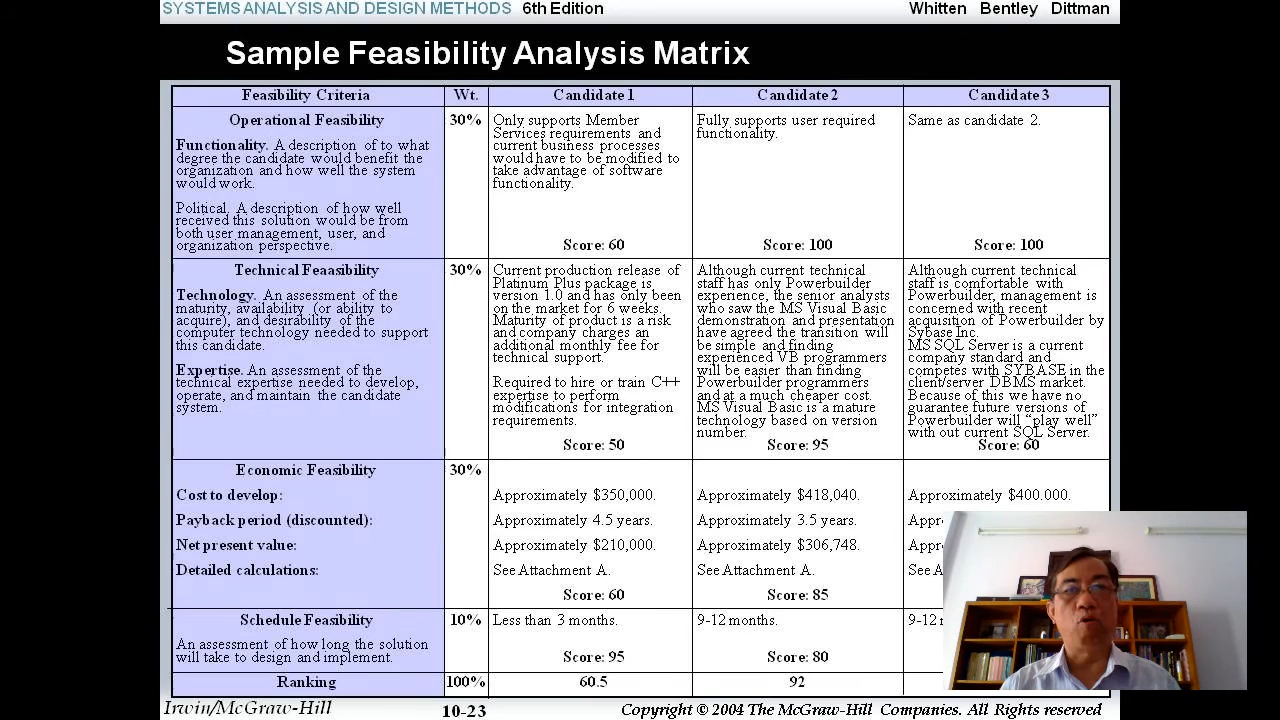 SYSTEMS ANALYSIS AND DESIGN METHODS 6th Edition Whitten Bentley Dittman
Sample Feasibility Analysis Matrix
Feasibility Criteria Wt. Candidate 1 Candidate 2 Candidate 3
Operational Feasibility
Functionality. A description of to what
degree the candidate would benefit the
organization and how well the system
would work.
Political. A description of how well
received this solution would be from
both user management, user, and
organization perspective.
30%
Only supports Member
Services requirements and
current business processes
would have to be modified to
take advantage of software
functionality.
Score: 60
Fully supports user required
functionality.
Score: 100
Same as candidate 2.
Score: 100
Technical Feaasibility
Technology. An assessment of the
maturity, availability (or ability to
acquire), and desirability of the
computer technology needed to support
this candidate.
Expertise. An assessment of the
technical expertise needed to develop,
operate, and maintain the candidate
system.
30%
Current production release of
Platinum Plus package is
version 1.0 and has only been
on the market for 6 weeks.
Maturity of product is a risk
and company charges an
additional monthly fee for
technical support.
Required to hire or train C++
expertise to perform
modifications for integration
requirements.
Score: 50
Although current technical
staff has only Powerbuilder
experience, the senior analysts
who saw the MS Visual Basic
demonstration and presentation
have agreed the transition will
be simple and finding
experienced VB programmers
will be easier than finding
Powerbuilder programmers
and at a much cheaper cost.
MS Visual Basic is a mature
technology based on version
number.
Score: 95
Although current technical
staff is comfortable with
Powerbuilder, management is
concerned with recent
acquisition of Powerbuilder by
Sybase Inc.
MS SQL Server is a current
company standard and
competes with SYBASE in the
client/server DBMS market.
Because of this we have no
guarantee future versions of
Powerbuilder will “play well”
with out current SQL Server.
Score: 60
Economic Feasibility
30%
Cost to develop: Approximately $350,000. Approximately $418,040. Approximately $400.000.
Payback period (discounted): Approximately 4.5 years. Approximately 3.5 years.
Net present value: Approximately $210,000. Approximately $306,748.
Detailed calculations: See Attachment A. See Attachment A. See
Score: 60 Score: 85
Schedule Feasibility
An assessment of how long the solution
will take to design and implement.
10%
Less than 3 months.
Score: 95
9-12 months.
Score: 80
9-12
Ranking 100% 60.5 92
Irwin/McGraw-Hill 10-23 Copyright © 2004 The McGraw-Hill Companies. All Rights reserved